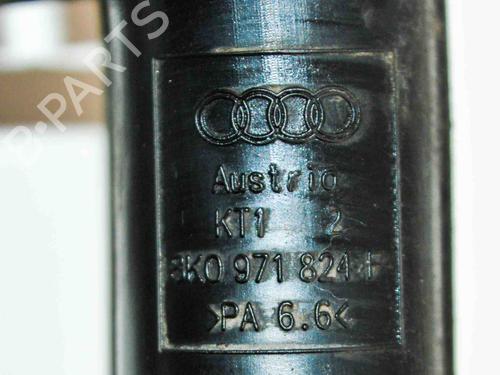 B-PARTS
Austria
KT1 2
8K0 971 824 F
>PA 6.6<